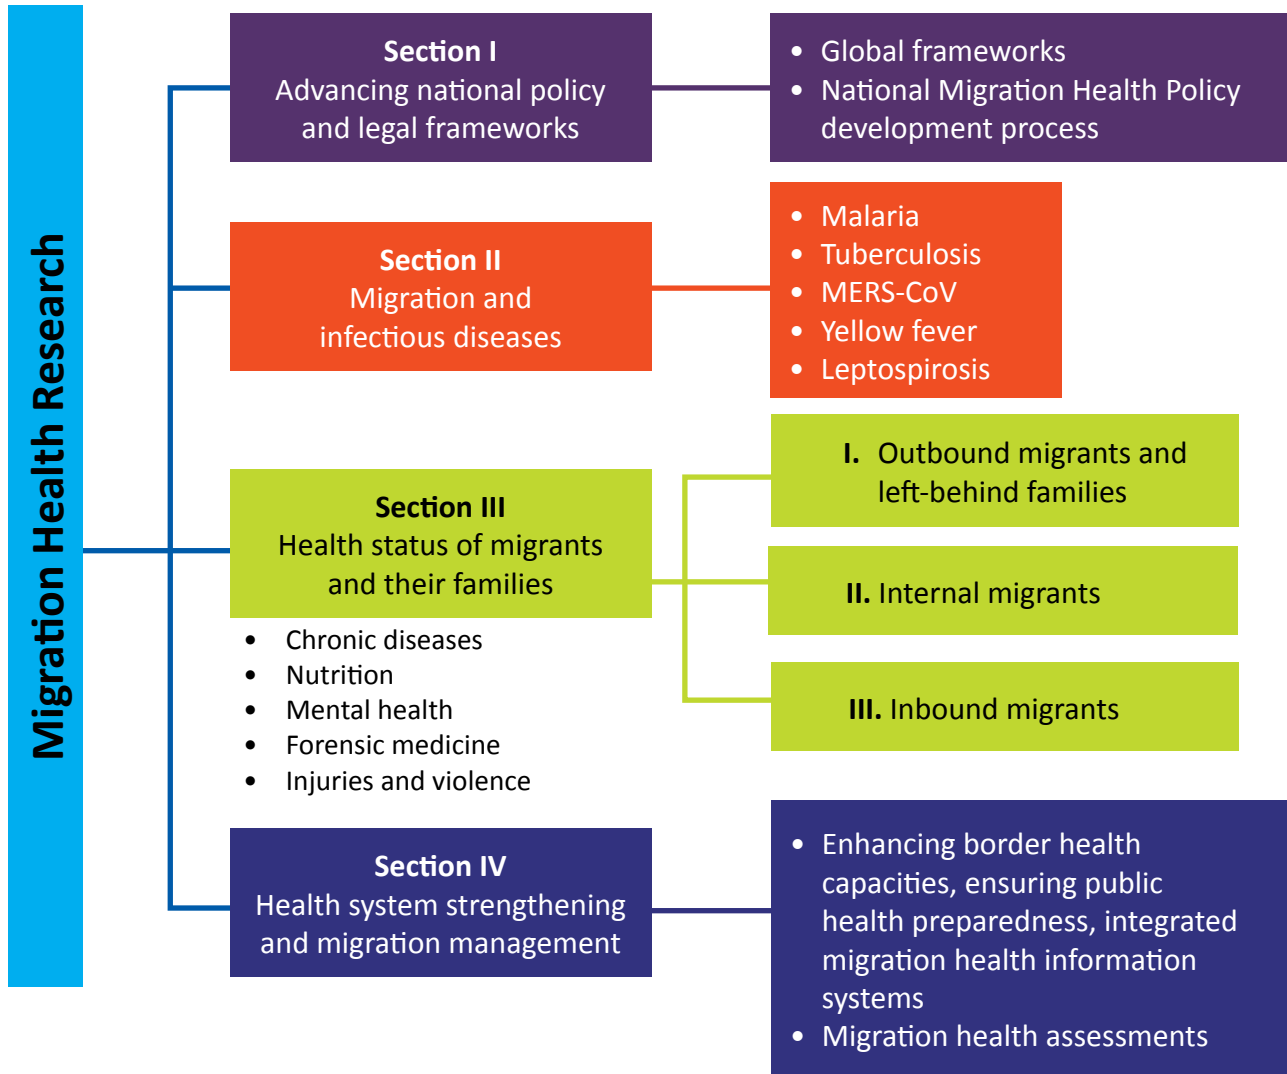 Migration Health Research
Section I
Advancing national policy
and legal frameworks
• Global frameworks
• National Migration Health Policy
development process
Section II
Migration and
infectious diseases
• Malaria
• Tuberculosis
• MERS-CoV
• Yellow fever
• Leptospirosis
Section III
Health status of migrants
and their families
• Chronic diseases
• Nutrition
• Mental health
• Forensic medicine
• Injuries and violence
I. Outbound migrants and
left-behind families
II. Internal migrants
III. Inbound migrants
Section IV
Health system strengthening
and migration management
• Enhancing border health
capacities, ensuring public
health preparedness, integrated
migration health information
systems
• Migration health assessments